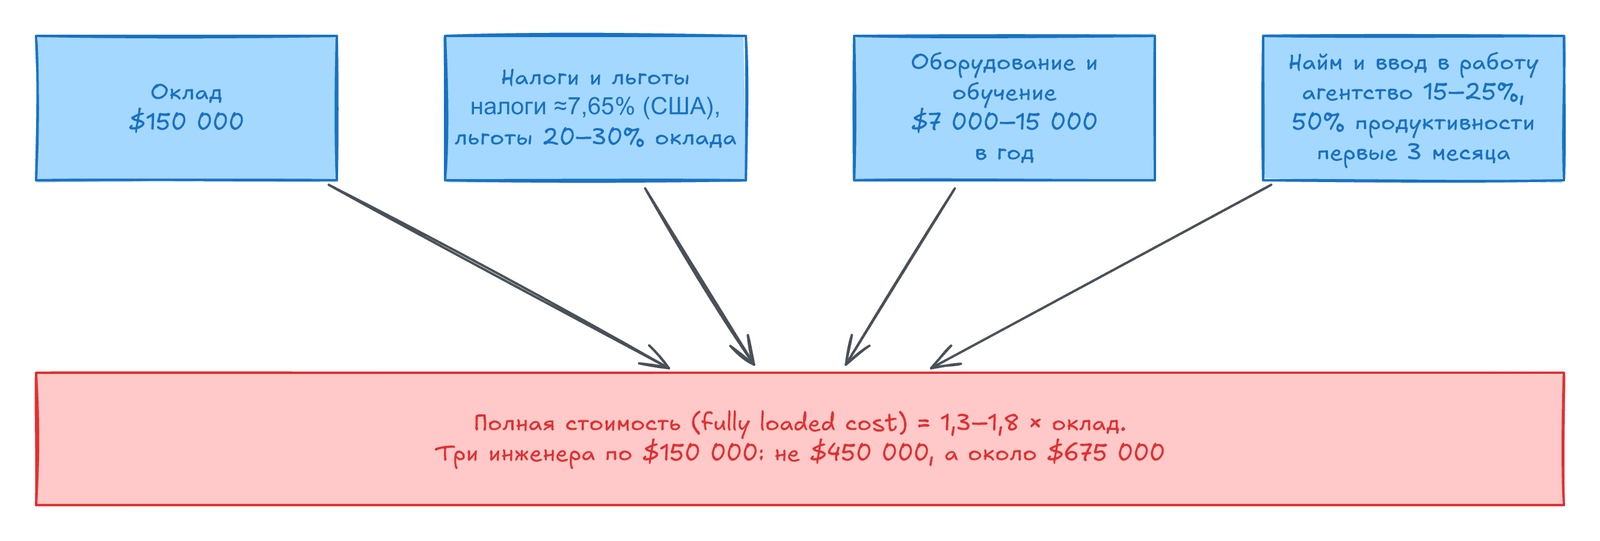 Оклад
$150 000
Налоги и льготы
налоги ≈7,65% (США),
льготы 20–30% оклада
Оборудование и
обучение
$7 000–15 000
в год
Найм и ввод в работу
агентство 15–25%,
50% продуктивности
первые 3 месяца
Полная стоимость (fully loaded cost) = 1,3–1,8 × оклад.
Три инженера по $150 000: не $450 000, а около $675 000